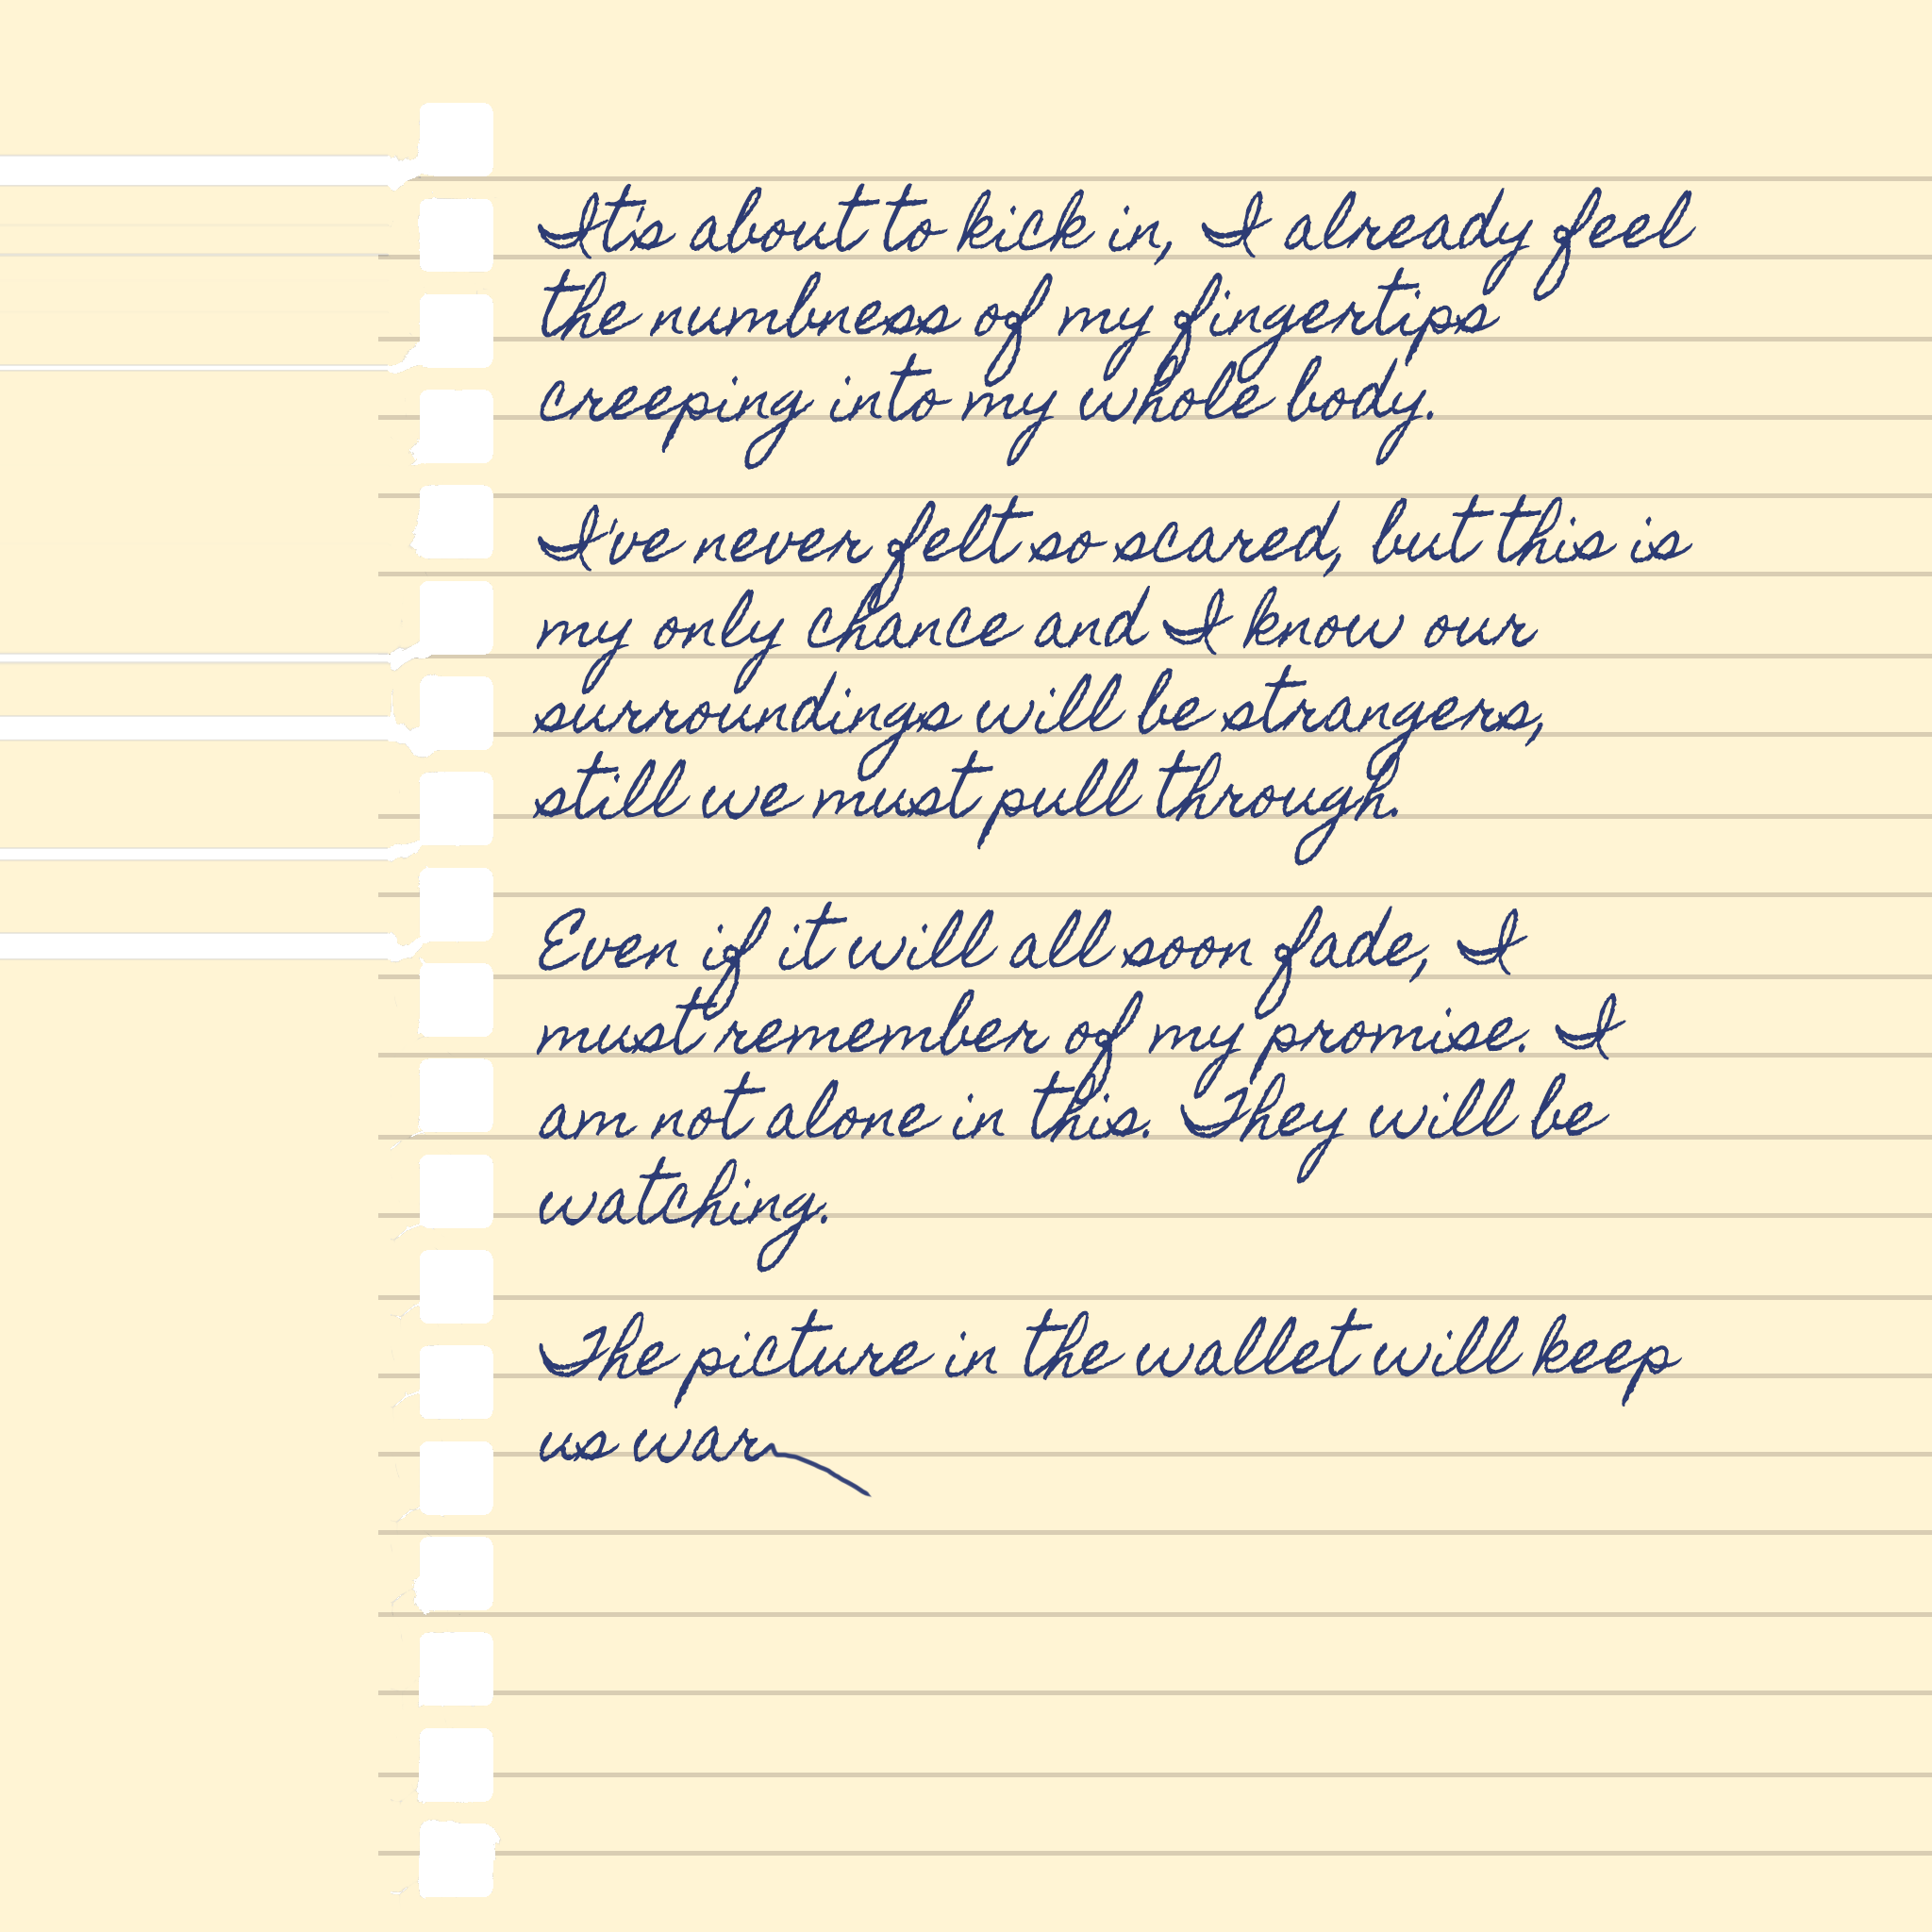 It's about to kick in, I already feel
the numbness of my fingertips
creeping into my whole body.
I've never felt so scared, but this is
my only chance and I know our
surroundings will be strangers,
still we must pull through.
Even if it will all soon fade, I
must remember of my promise. I
am not alone in this. They will be
watching.
The picture in the wallet will keep
us war